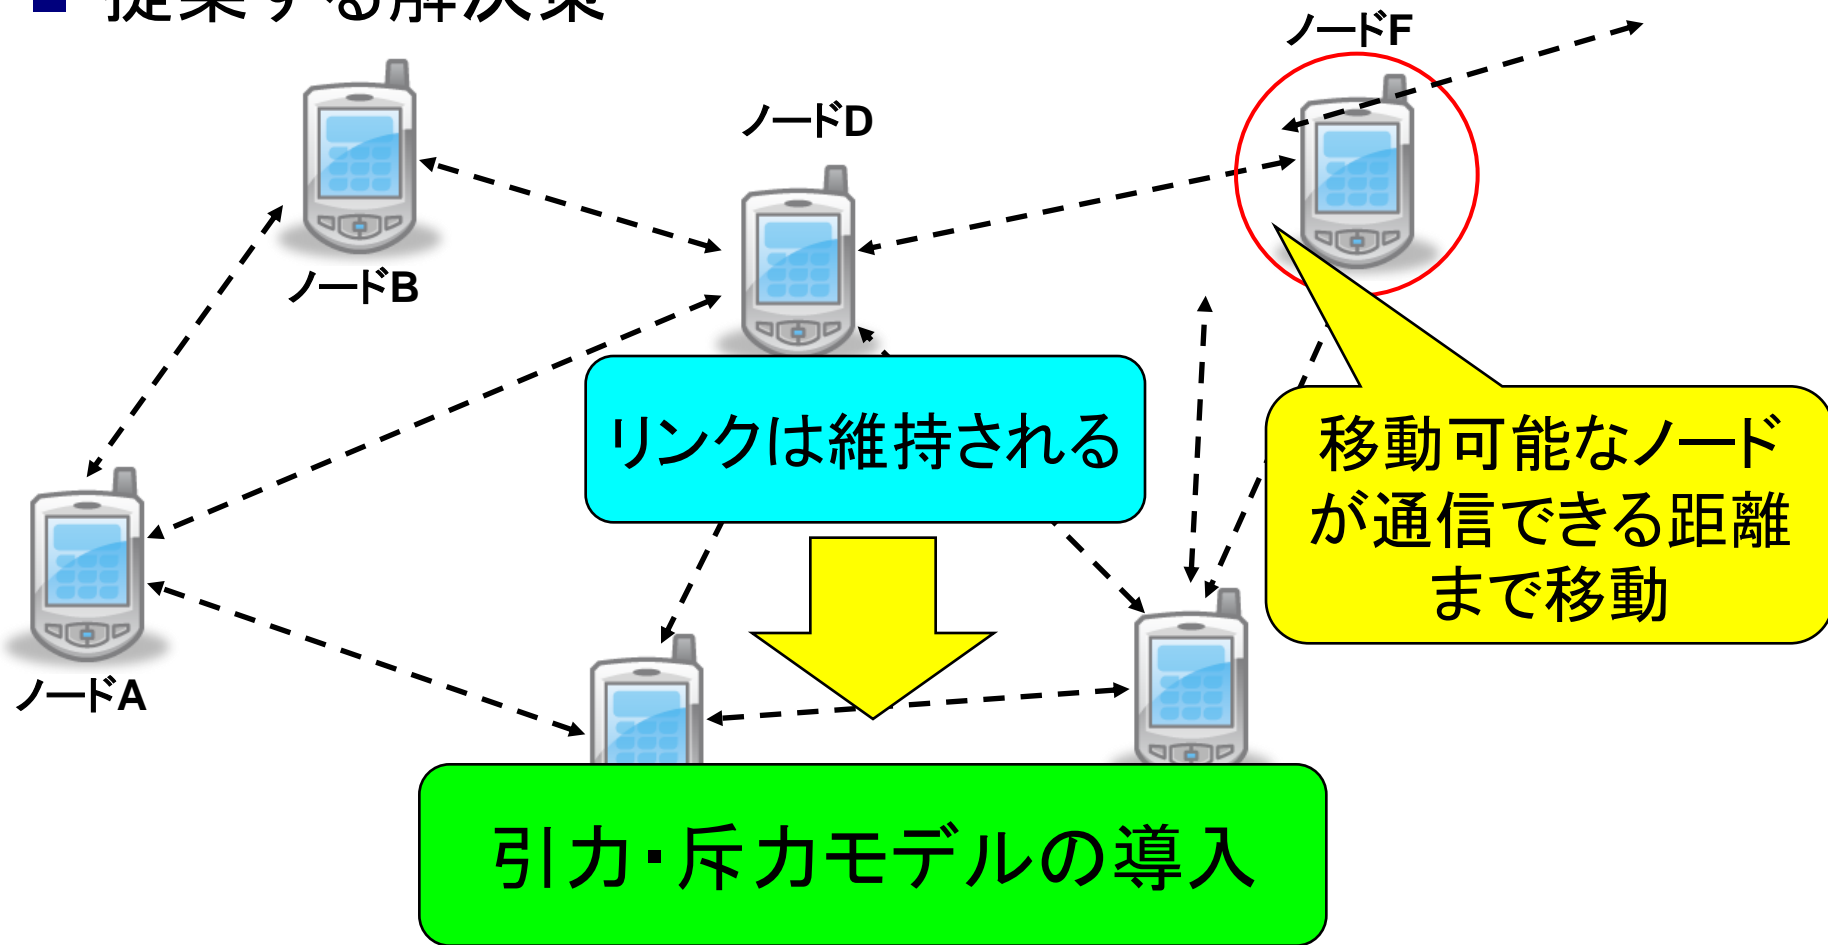 提案する解決策
ノードF
ノードD
ノードB
リンクは維持される
移動可能なノード
が通信できる距離
まで移動
ノードA
引力・斥力モデルの導入